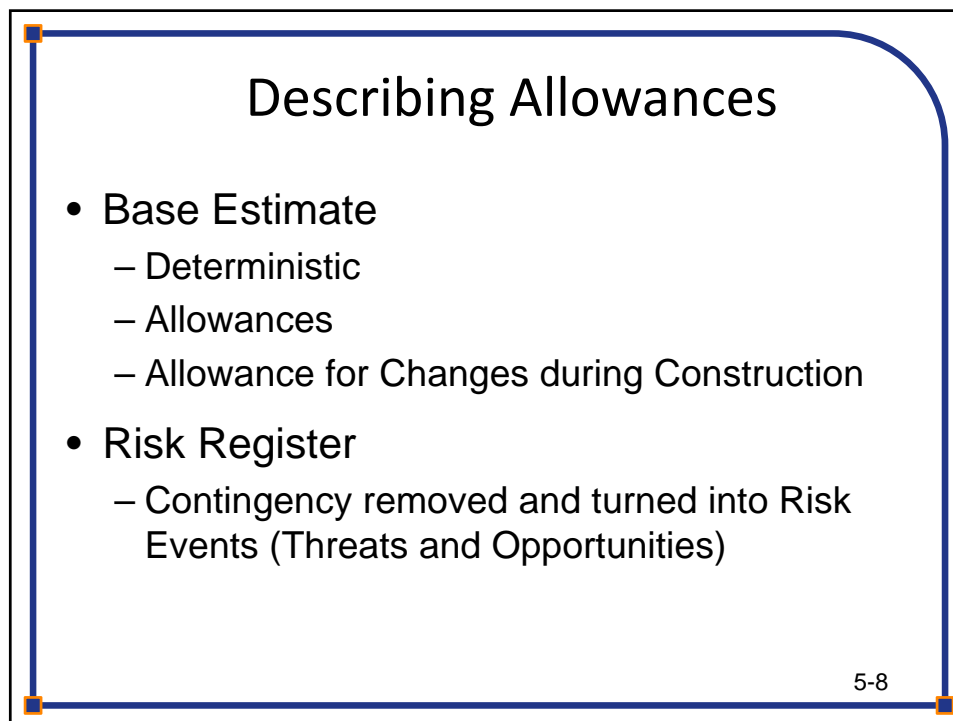 Describing Allowances
• Base Estimate
– Deterministic
– Allowances
– Allowance for Changes during Construction
• Risk Register
– Contingency removed and turned into Risk
Events (Threats and Opportunities)
5-8